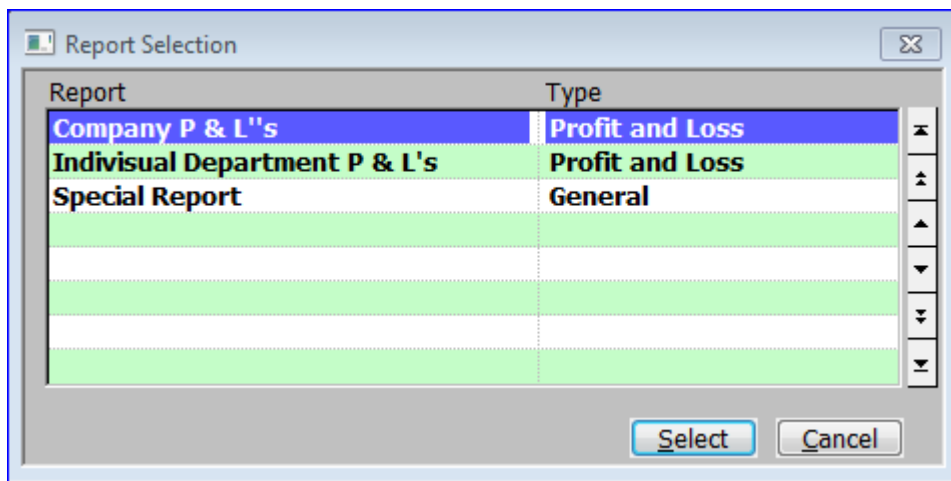 Report Selection
Report Type
Company P & L''s Profit and Loss
Indivisual Department P & L's Profit and Loss
Special Report General
Select Cancel